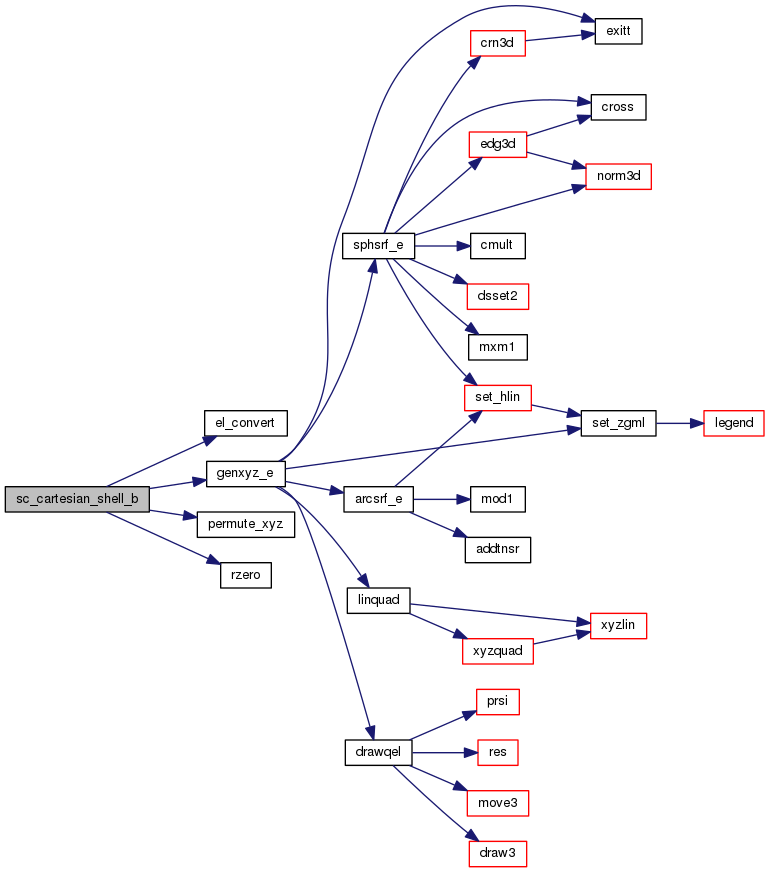 exitt
crn3d
cross
edg3d
norm3d
sphsrf_e
cmult
dsset2
mxm1
set_hlin
el_convert
set_zgml
legend
genxyz_e
sc_cartesian_shell_b
arcsrf_e
mod1
permute_xyz
addtnsr
rzero
linquad
xyzlin
xyzquad
prsi
drawqel
res
move3
draw3